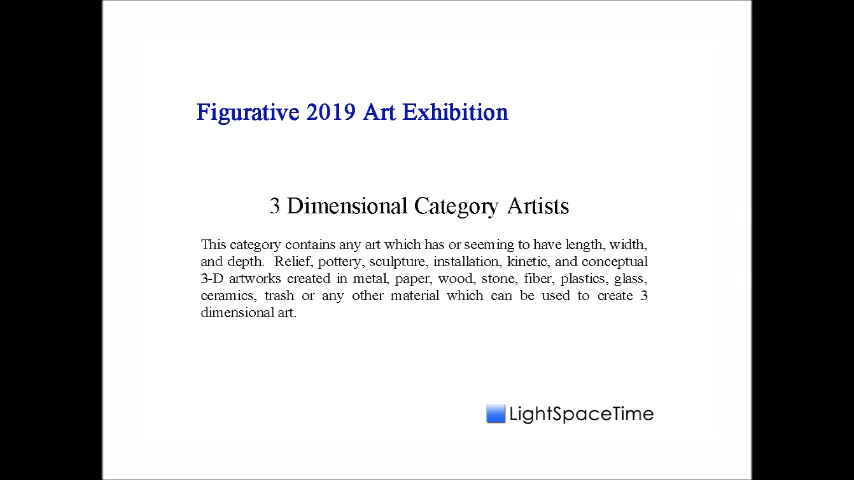 Figurative 2019 Art Exhibition
3 Dimensional Category Artists
This category contains any art which has or seeming to have length, width,
and depth. Relief, pottery, sculpture, installation, kinetic, and conceptual
3-D artworks created in metal, paper, wood, stone, fiber, plastics, glass,
ceramics, trash or any other material which can be used to create 3
dimensional art.
LightSpaceTime